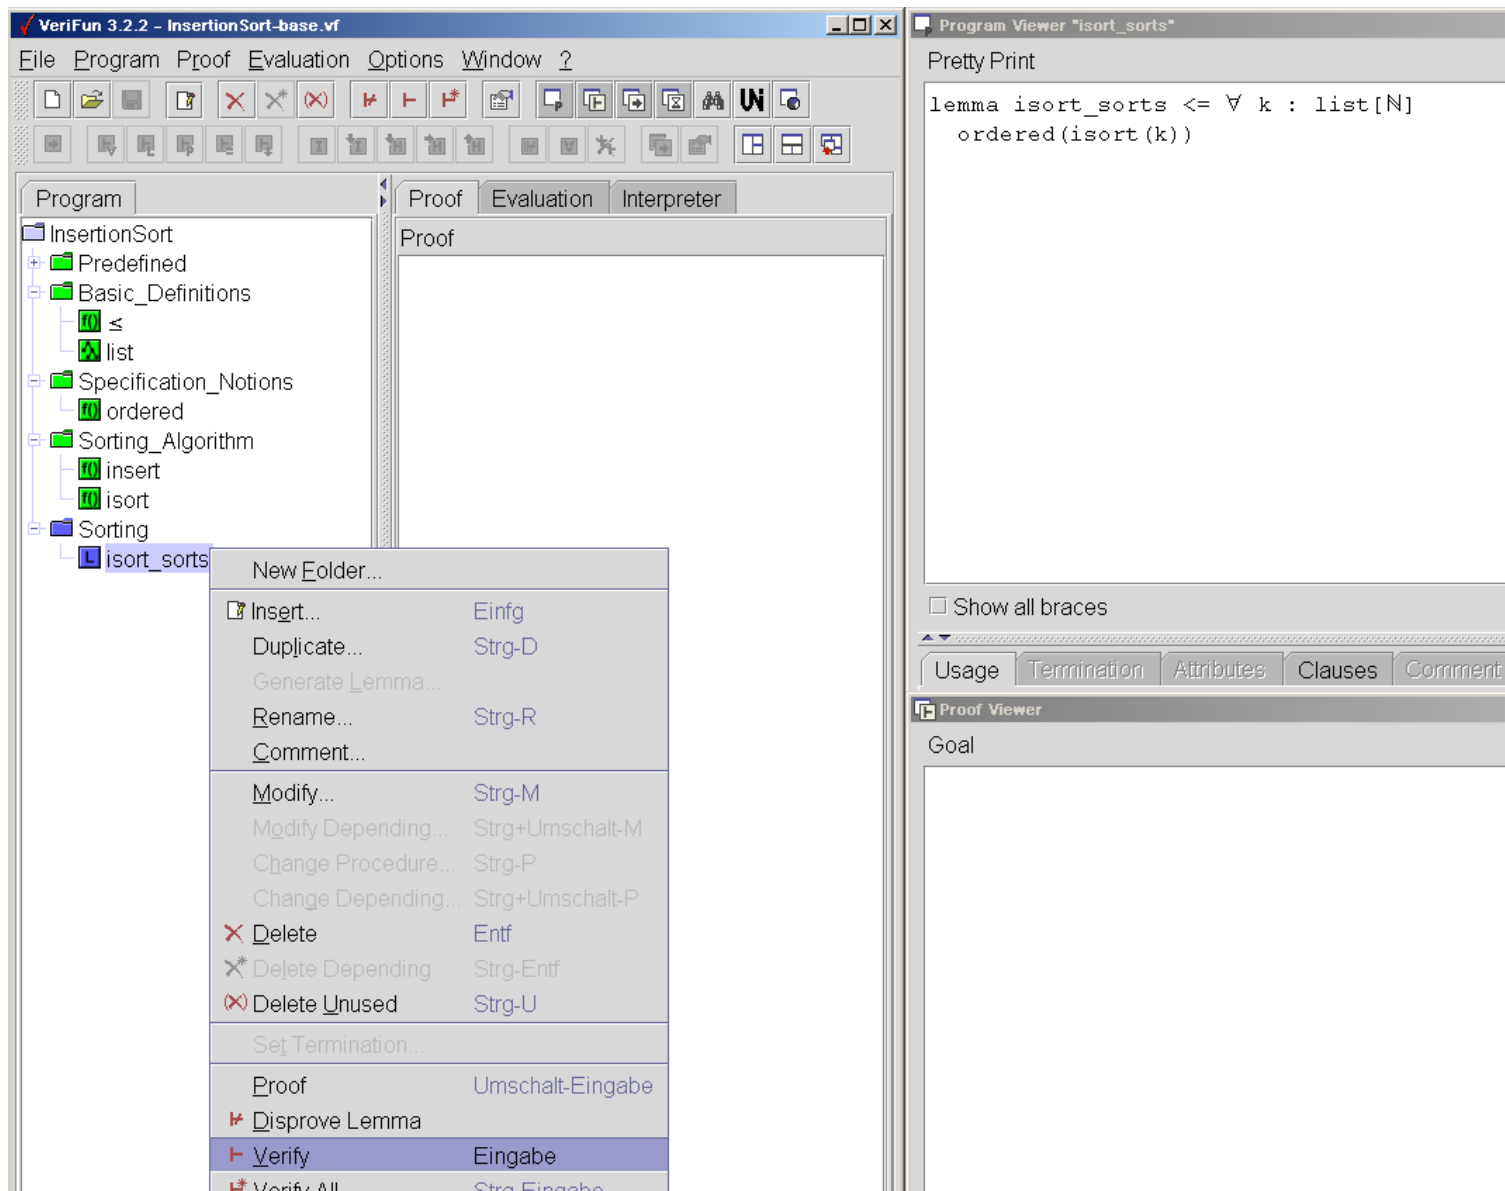 VeriFun 3.2.2 - InsertionSort-base.vf
File Program Proof Evaluation Options Window ?
Program
InsertionSort
Predefined
Basic_Definitions
f() ≤
list
Specification_Notions
f() ordered
Sorting_Algorithm
f() insert
f() isort
Sorting
L isort_sorts
Proof Evaluation Interpreter
Proof
New Folder...
Insert... Einfg
Duplicate... Strg-D
Generate Lemma...
Rename... Strg-R
Comment...
Modify... Strg-M
Modify Depending... Strg+Umschalt-M
Change Procedure... Strg-P
Change Depending... Strg+Umschalt-P
Delete Entf
Delete Depending Strg-Entf
Delete Unused Strg-U
Set Termination...
Proof Umschalt-Eingabe
Disprove Lemma
Verify Eingabe
Verify All Strg-Eingabe
Program Viewer "isort_sorts"
Pretty Print
lemma isort_sorts <= ∀ k : list[ℕ]
ordered(isort(k))
Show all braces
Usage Termination Attributes Clauses Comment
Proof Viewer
Goal